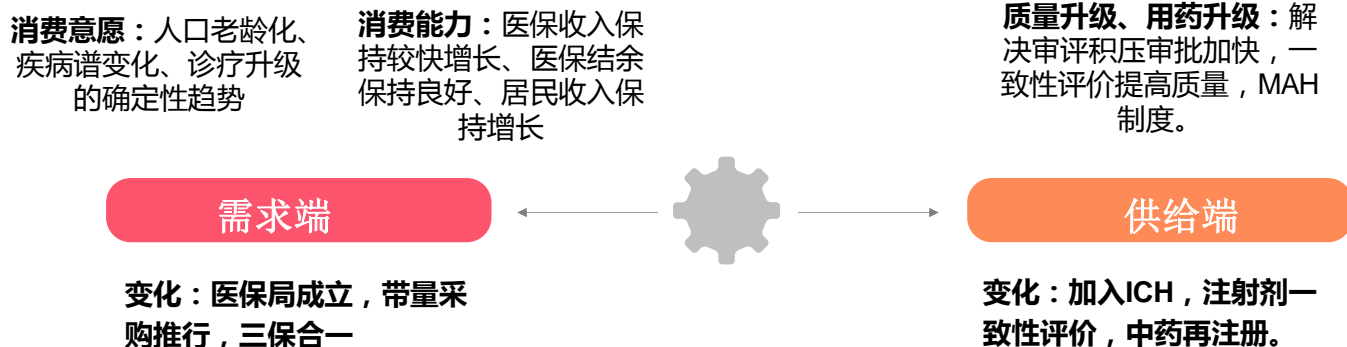 消费意愿：人口老龄化、
疾病谱变化、诊疗升级
的确定性趋势
消费能力：医保收入保
持较快增长、医保结余
保持良好、居民收入保
持增长
质量升级、用药升级：解
决审评积压审批加快，一
致性评价提高质量，MAH
制度。
需求端
供给端
变化：医保局成立，带量采
购推行，三保合一
变化：加入ICH，注射剂一
致性评价，中药再注册。